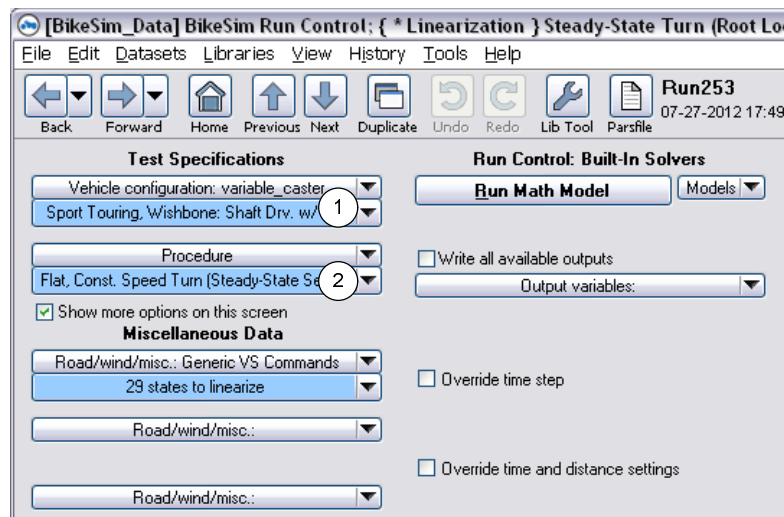 [BikeSim_Data] BikeSim Run Control; { * Linearization } Steady-State Turn (Root Lo
File Edit Datasets Libraries View History Tools Help
Back Forward Home Previous Next Duplicate Undo Redo Lib Tool Parsfile
Run253
07-27-2012 17:49
Test Specifications
Vehicle configuration: variable_caster
Sport Touring, Wishbone: Shaft Drv. w/
1
Procedure
Flat, Const. Speed Turn (Steady-State Se
2
Show more options on this screen
Miscellaneous Data
Road/wind/misc.: Generic VS Commands
29 states to linearize
Road/wind/misc.:
Road/wind/misc.:
Run Control: Built-In Solvers
Run Math Model
Models
Write all available outputs
Output variables:
Override time step
Override time and distance settings